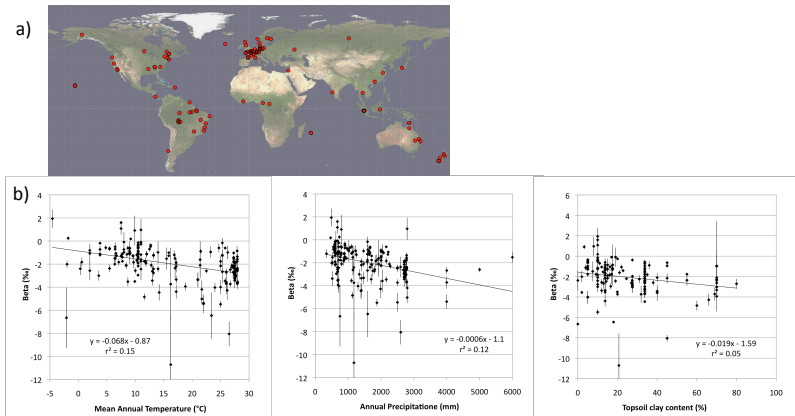 a)
b)
4
2
0
-2
-4
-6
-8
-10
-12
Beta (‰)
y = -0.068x - 0.87
r² = 0.15
-5 0 5 10 15 20 25 30
Mean Annual Temperature (°C)
4
2
0
-2
-4
-6
-8
-10
-12
Beta (‰)
y = -0.0006x - 1.1
r² = 0.12
0 1000 2000 3000 4000 5000 6000
Annual Precipitatione (mm)
6
4
2
0
-2
-4
-6
-8
-10
-12
Beta (‰)
y = -0.019x - 1.59
r² = 0.05
0 20 40 60 80 100
Topsoil clay content (%)